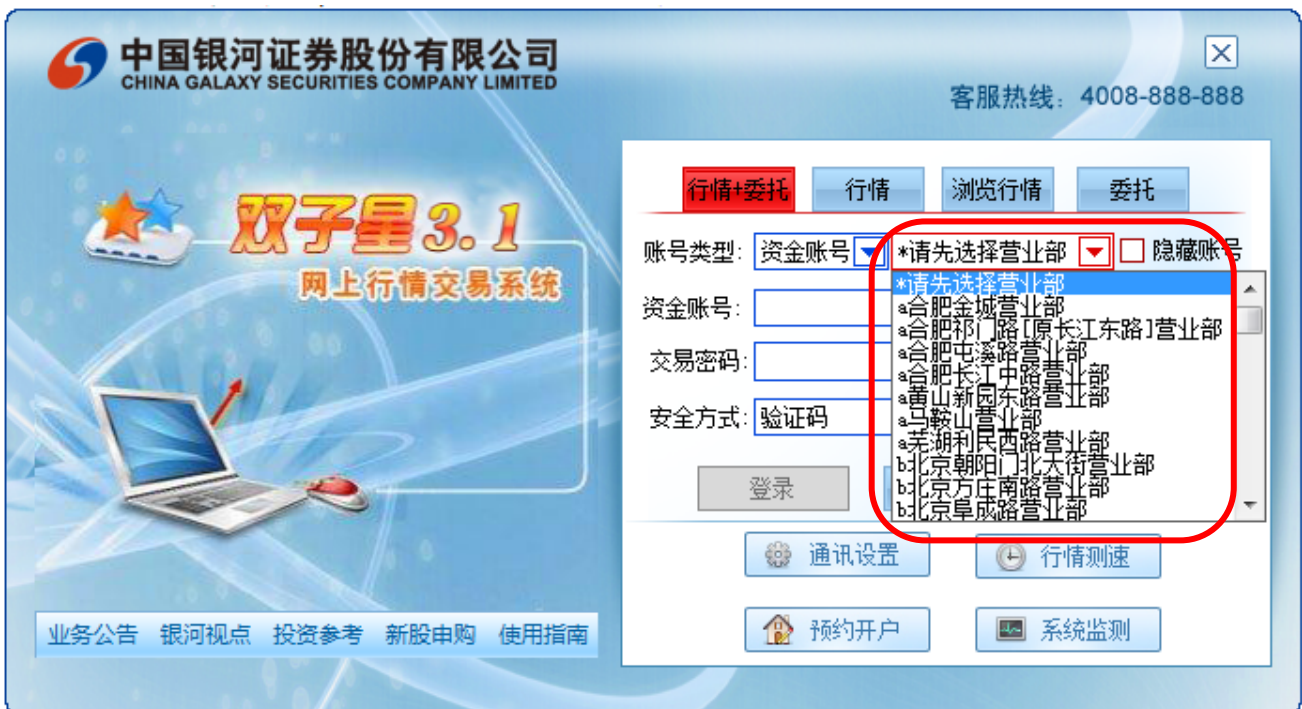 中国银河证券股份有限公司
CHINA GALAXY SECURITIES COMPANY LIMITED
客服热线：4008-888-888
双子星3.1
网上行情交易系统
行情+委托 行情 浏览行情 委托
账号类型: 资金账号 *请先选择营业部 隐藏账号
资金账号:
交易密码:
安全方式: 验证码
*请先选择营业部
a合肥金城营业部
a合肥祁门路[原长江东路]营业部
a合肥屯溪路营业部
a合肥长江中路营业部
a黄山新园东路营业部
a马鞍山营业部
a芜湖利民西路营业部
b北京朝阳门北大街营业部
b北京方庄南路营业部
b北京阜成路营业部
登录
通讯设置 行情测速
预约开户 系统监测
业务公告 银河视点 投资参考 新股申购 使用指南